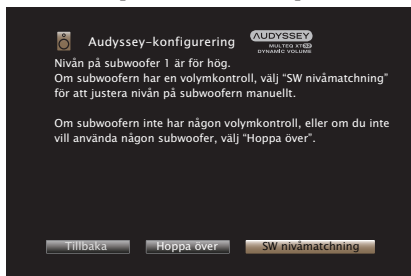 Audyssey-konfigurering
AUDYSSEY
MULTEQ XT32
DYNAMIC VOLUME
Nivån på subwoofer 1 är för hög.
Om subwoofern har en volymkontroll, välj “SW nivåmatchning”
för att justera nivån på subwoofern manuellt.
Om subwoofern inte har någon volymkontroll, eller om du inte
vill använda någon subwoofer, välj “Hoppa över”.
Tillbaka
Hoppa över
SW nivåmatchning